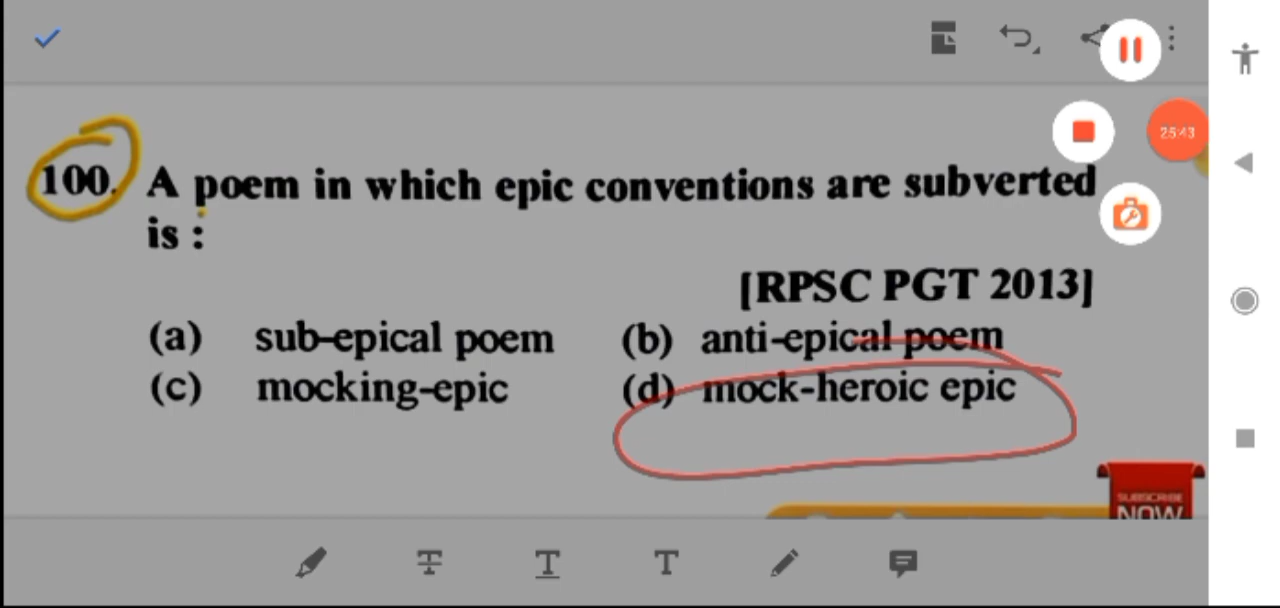 25:43
100. A poem in which epic conventions are subverted
is :
[RPSC PGT 2013]
(a) sub-epical poem (b) anti-epical poem
(c) mocking-epic (d) mock-heroic epic
SUBSCRIBE
NOW